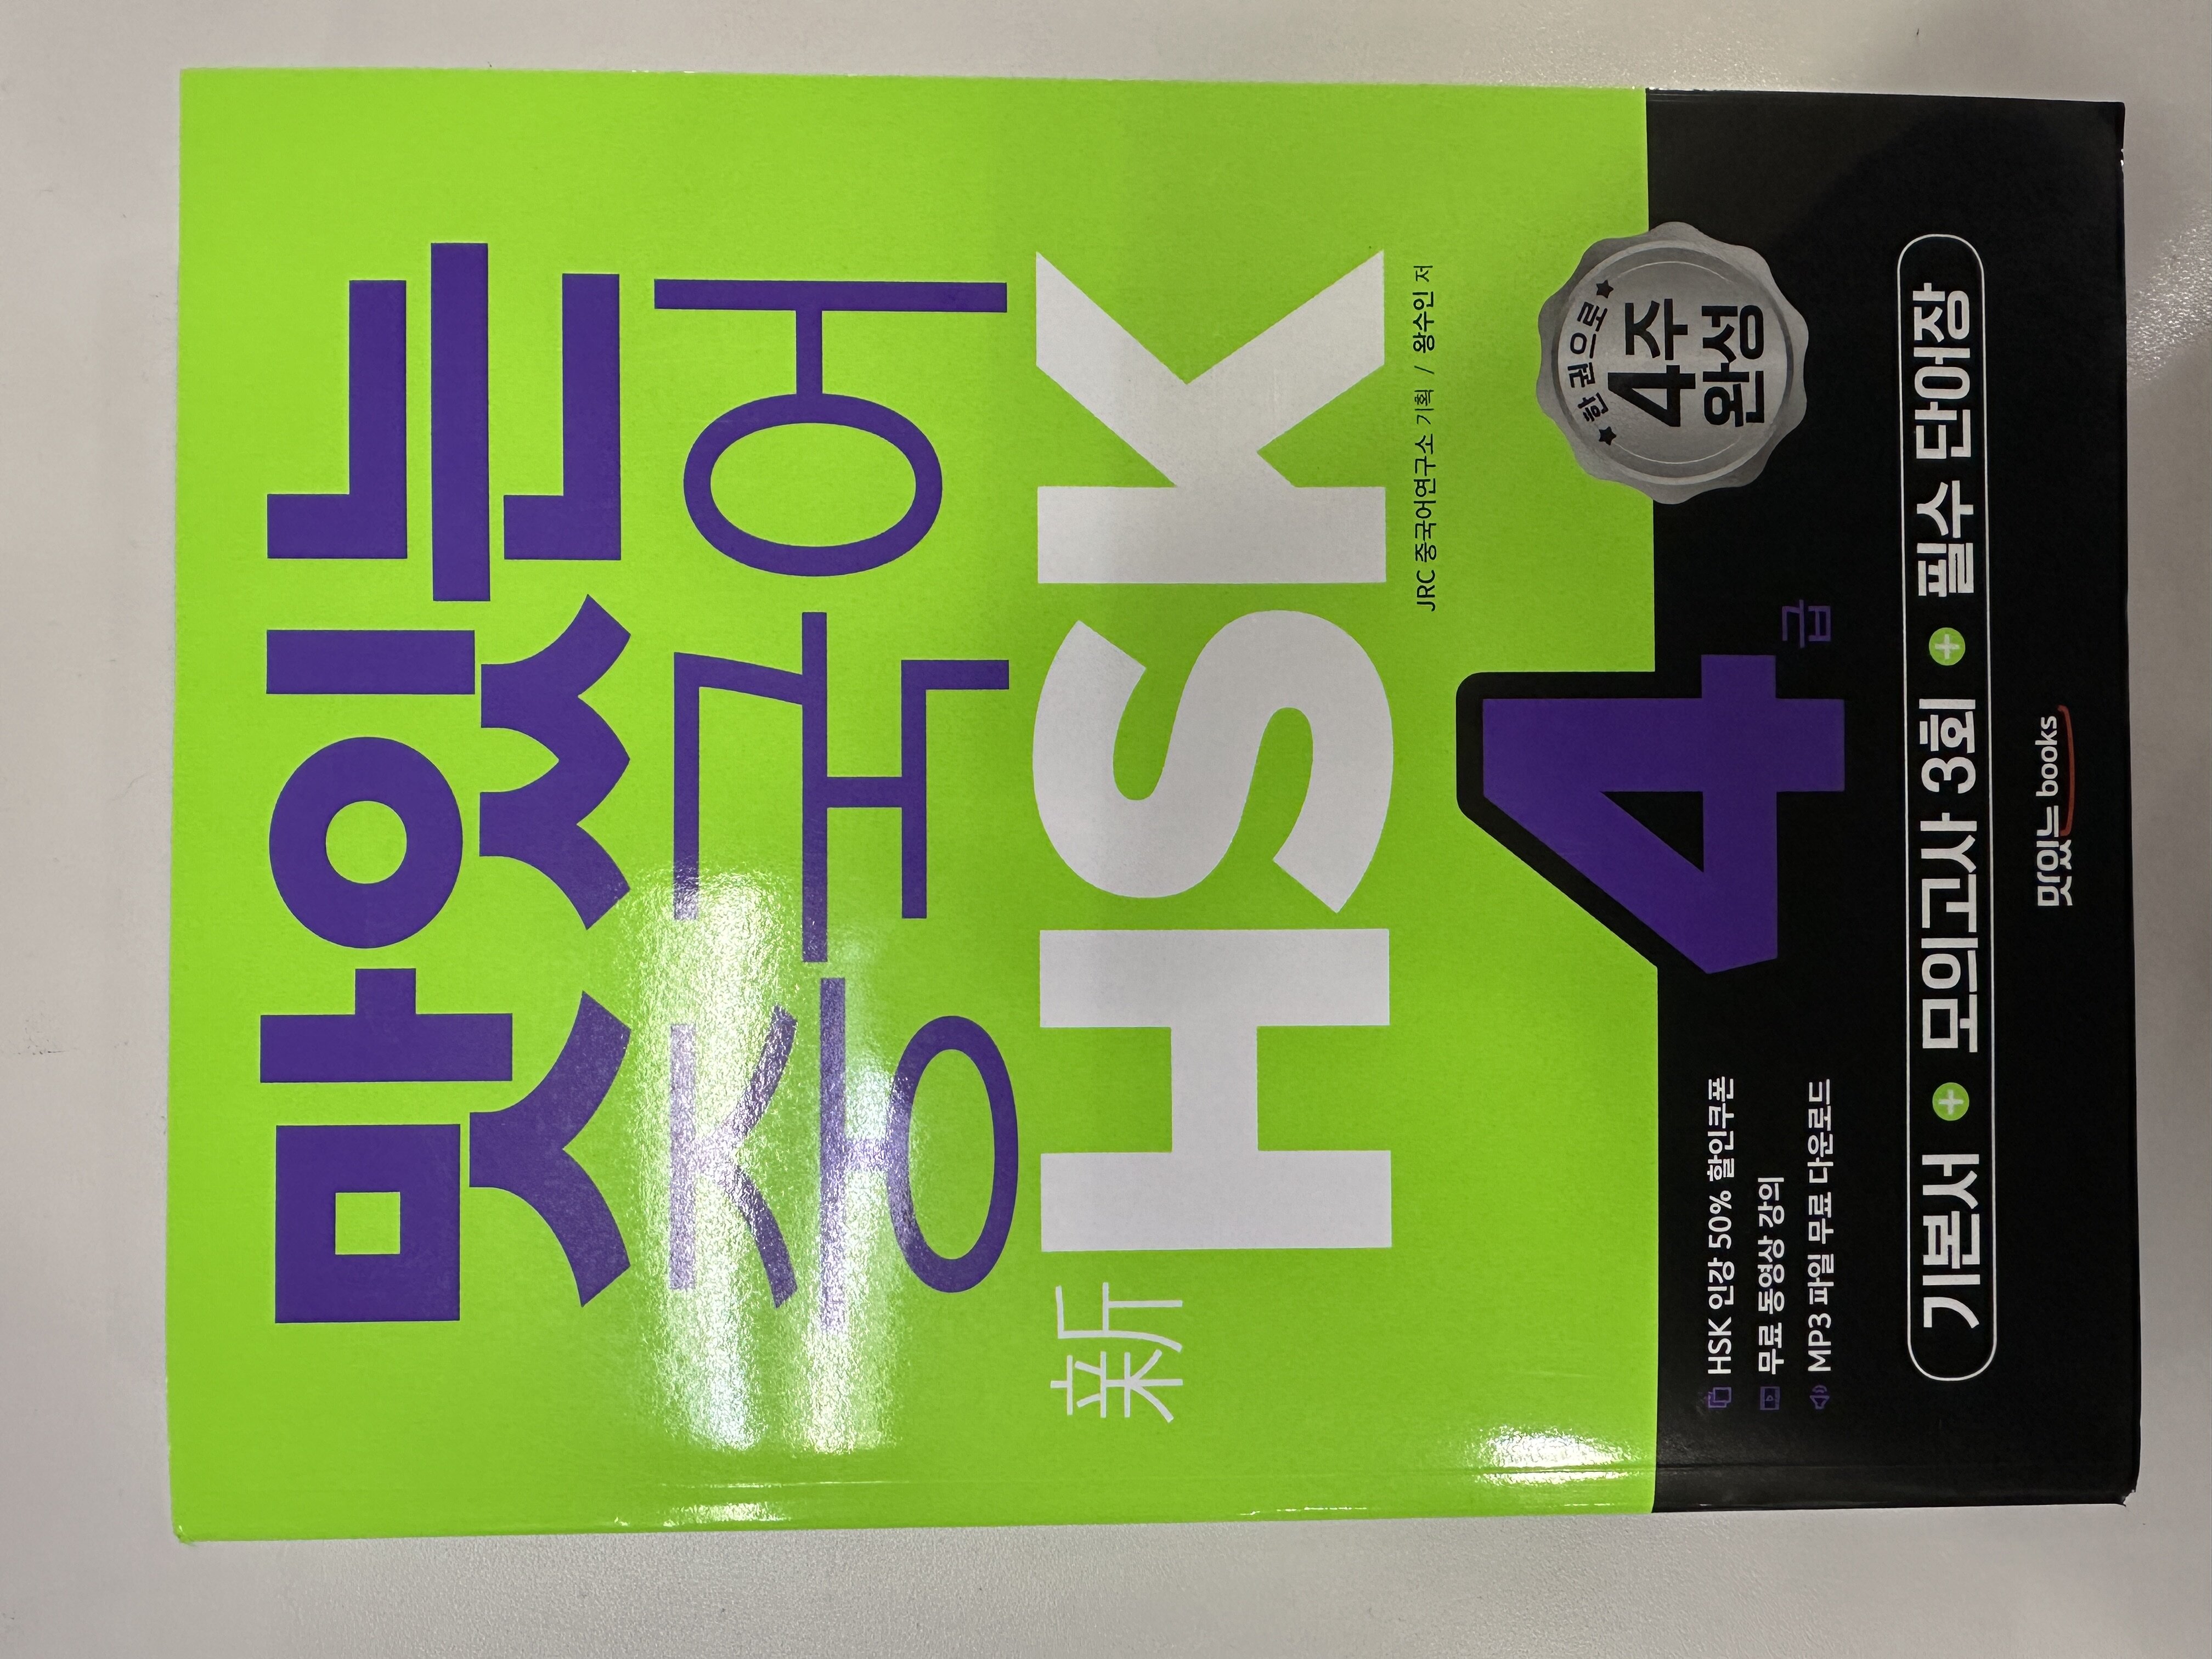 맛있는
중국어
新HSK
JRC 중국어연구소 기획 / 왕수인 저
한 권으로
4주
완성
4급
HSK 인강 50% 할인쿠폰
무료 동영상 강의
MP3 파일 무료 다운로드
기본서 + 모의고사 3회 + 필수 단어장
맛있는 books